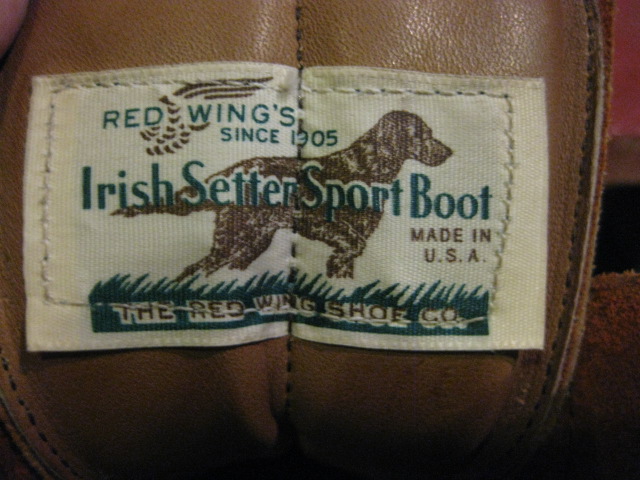 RED WING'S
SINCE 1905
Irish Setter Sport Boot
MADE IN
U.S.A.
THE RED WING SHOE CO.